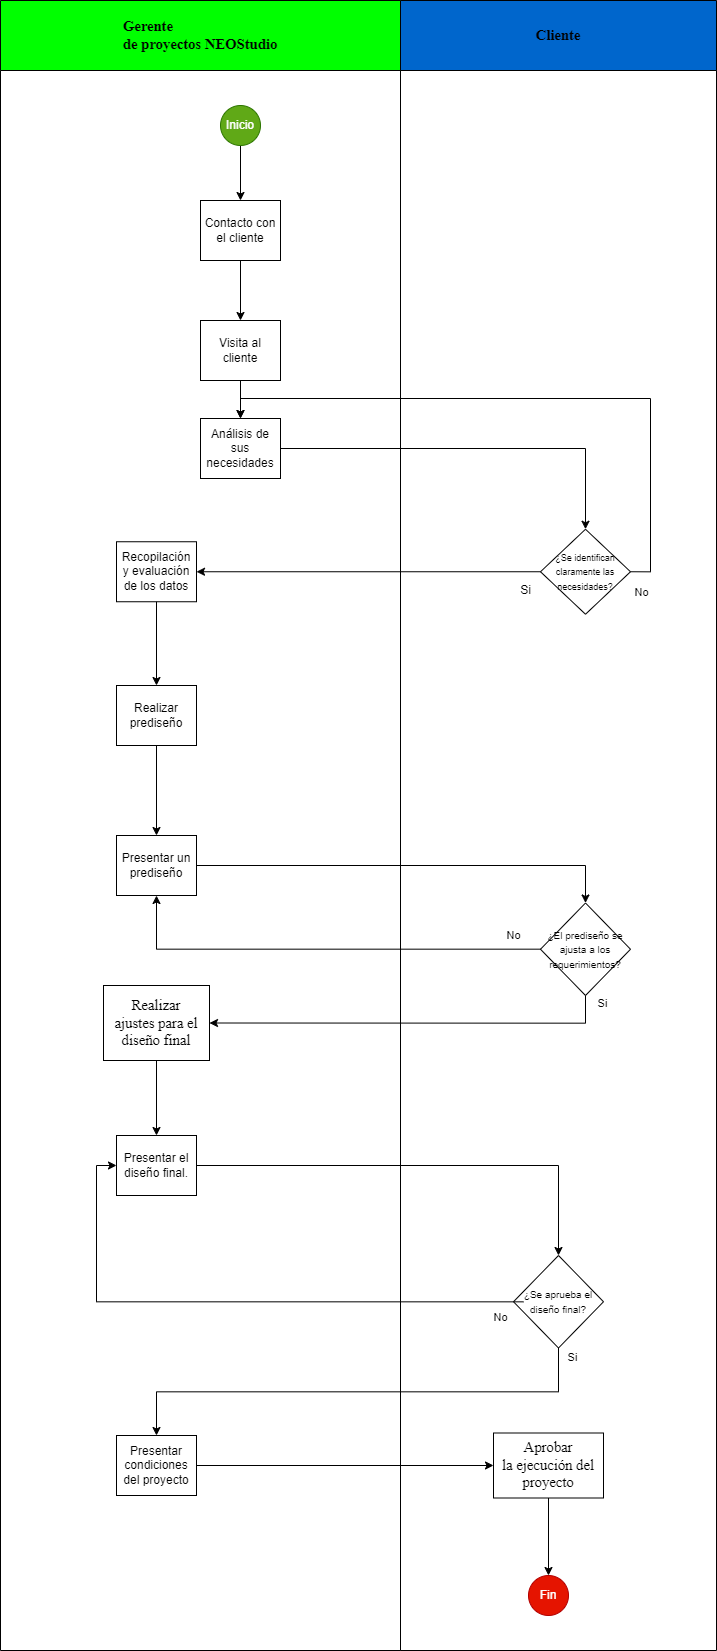 Gerente
de proyectos NEOStudio
Cliente
Inicio
Contacto con
el cliente
Visita al
cliente
Análisis de
sus
necesidades
¿Se identifican
claramente las
necesidades?
Si
No
Recopilación
y evaluación
de los datos
Realizar
prediseño
Presentar un
prediseño
¿El prediseño se
ajusta a los
requerimientos?
No
Si
Realizar
ajustes para el
diseño final
Presentar el
diseño final.
¿Se aprueba el
diseño final?
No
Si
Presentar
condiciones
del proyecto
Aprobar
la ejecución del
proyecto
Fin